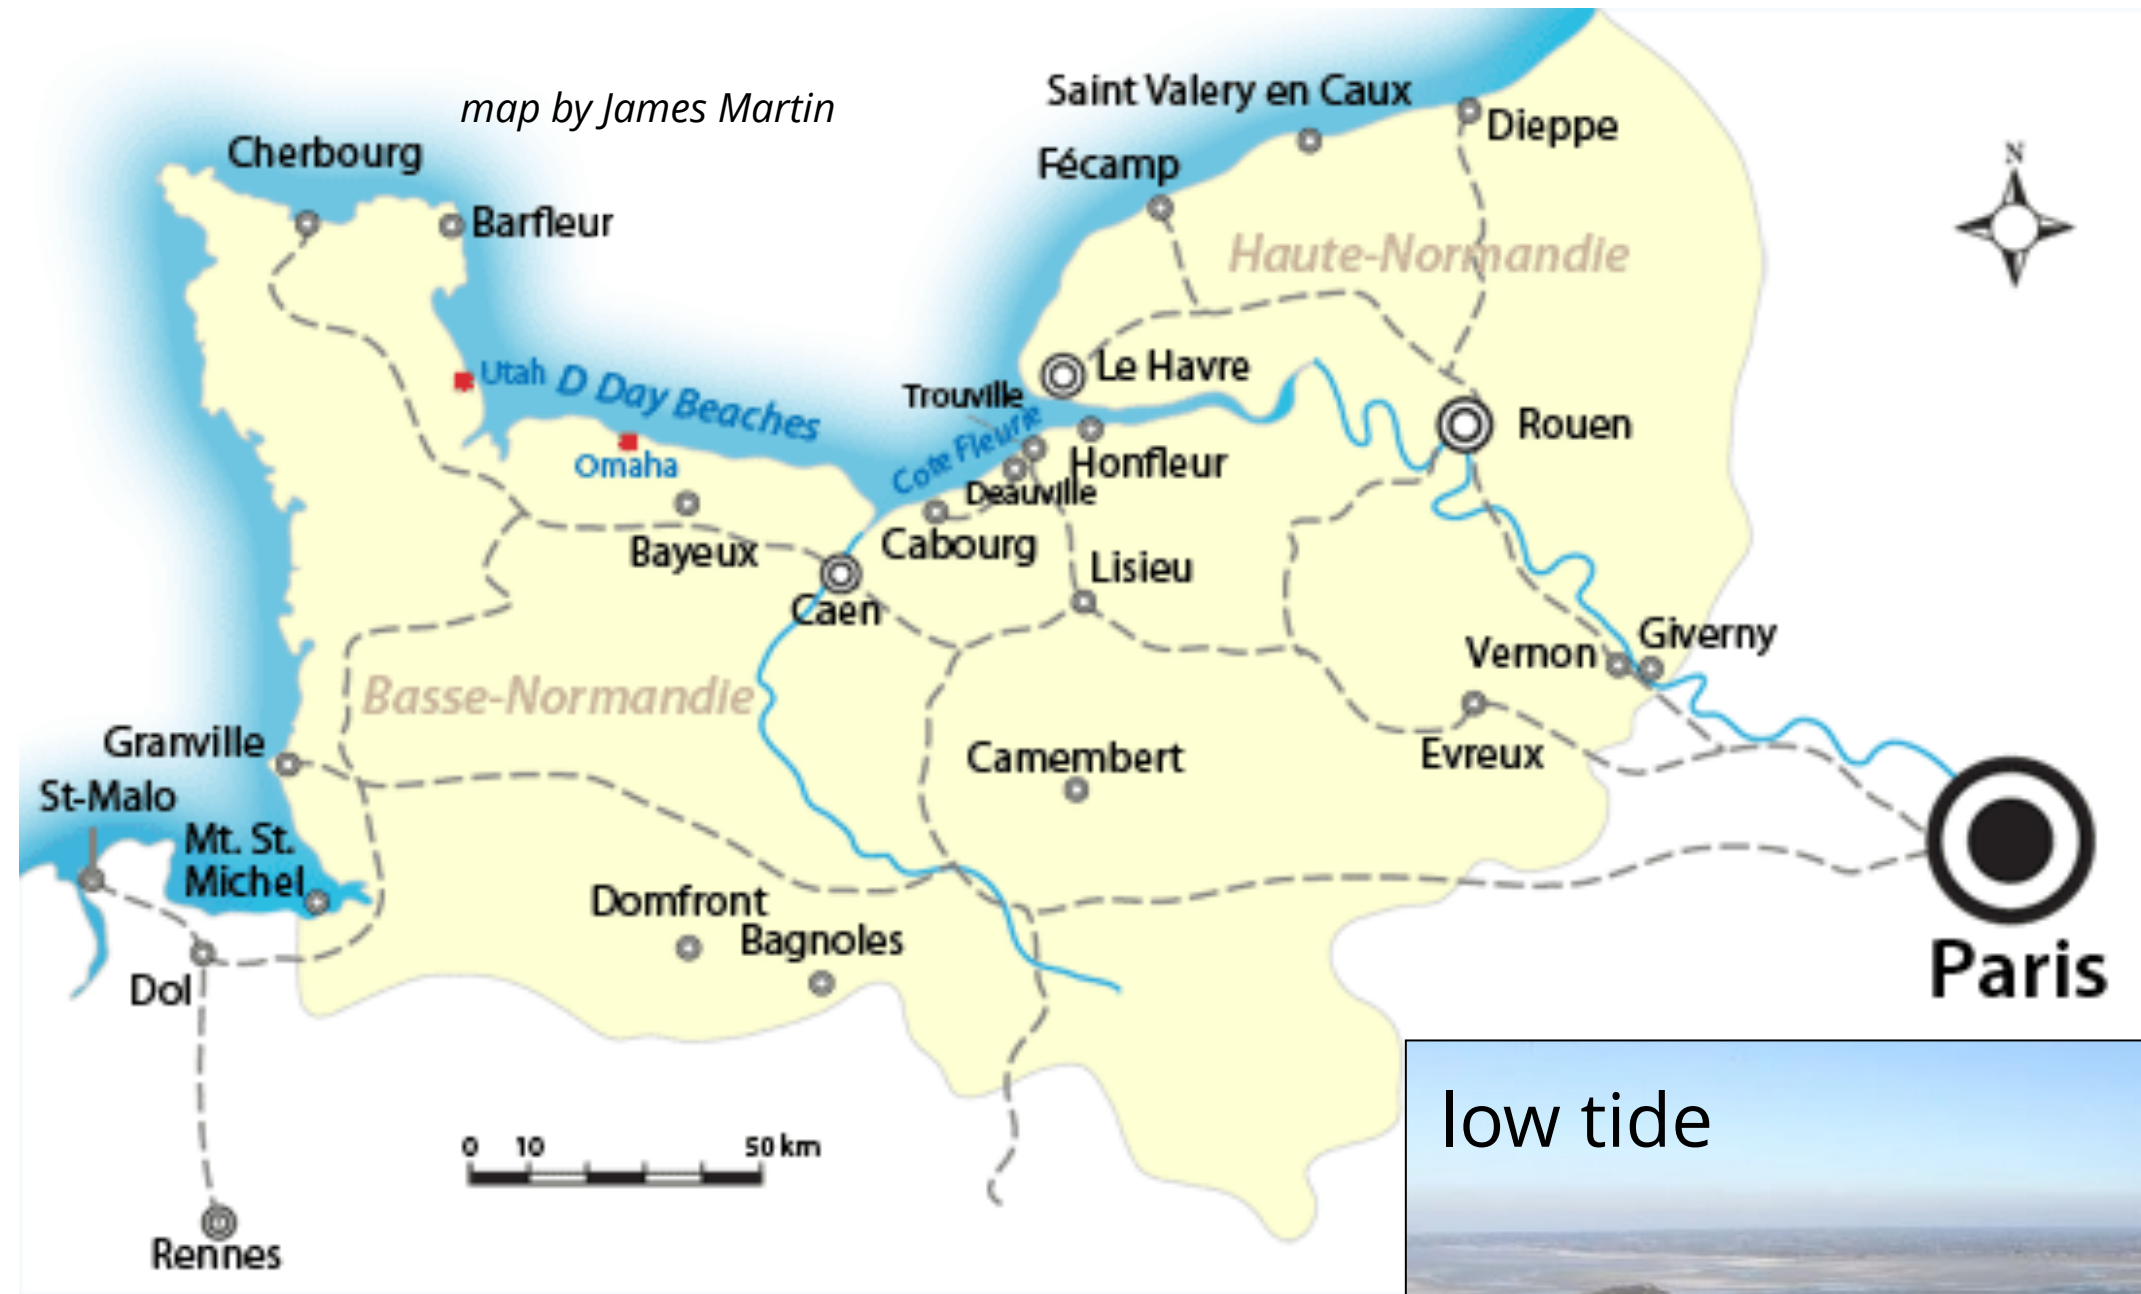 map by James Martin
Saint Valery en Caux
Dieppe
Cherbourg
Fécamp
N
Barfleur
Haute-Normandie
Utah
D Day Beaches
Le Havre
Trouville
Cote Fleurie
Rouen
Omaha
Honfleur
Deauville
Bayeux
Cabourg
Lisieu
Caen
Giverny
Vernon
Basse-Normandie
Granville
Camembert
Evreux
St-Malo
Mt. St.
Michel
Domfront
Bagnoles
Paris
Dol
low tide
0 10 50 km
Rennes